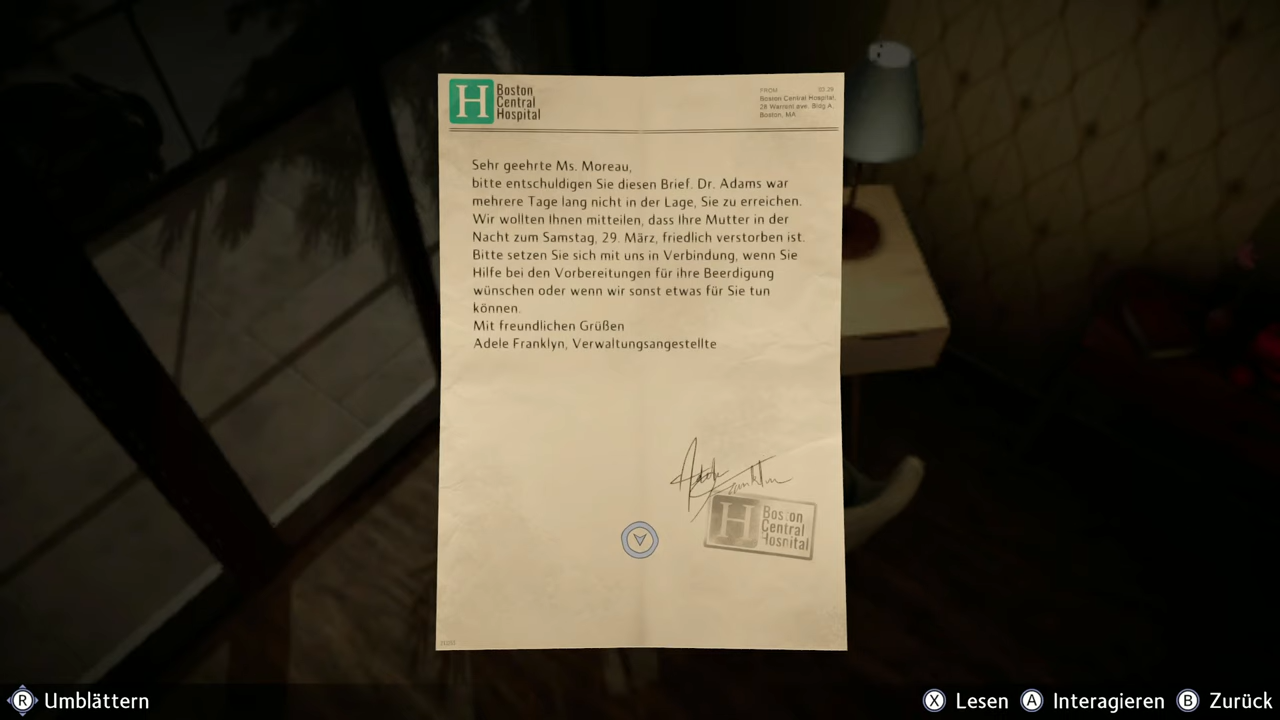 H Boston
Central
Hospital
FROM
Boston Central Hospital,
28 Warrant ave. Bldg A,
Boston, MA
Sehr geehrte Ms. Moreau,
bitte entschuldigen Sie diesen Brief. Dr. Adams war
mehrere Tage lang nicht in der Lage, Sie zu erreichen.
Wir wollten Ihnen mitteilen, dass Ihre Mutter in der
Nacht zum Samstag, 29. März, friedlich verstorben ist.
Bitte setzen Sie sich mit uns in Verbindung, wenn Sie
Hilfe bei den Vorbereitungen für ihre Beerdigung
wünschen oder wenn wir sonst etwas für Sie tun
können.
Mit freundlichen Grüßen
Adele Franklyn, Verwaltungsangestellte
H Boston
Central
Hospital
R Umblättern
X Lesen A Interagieren B Zurück